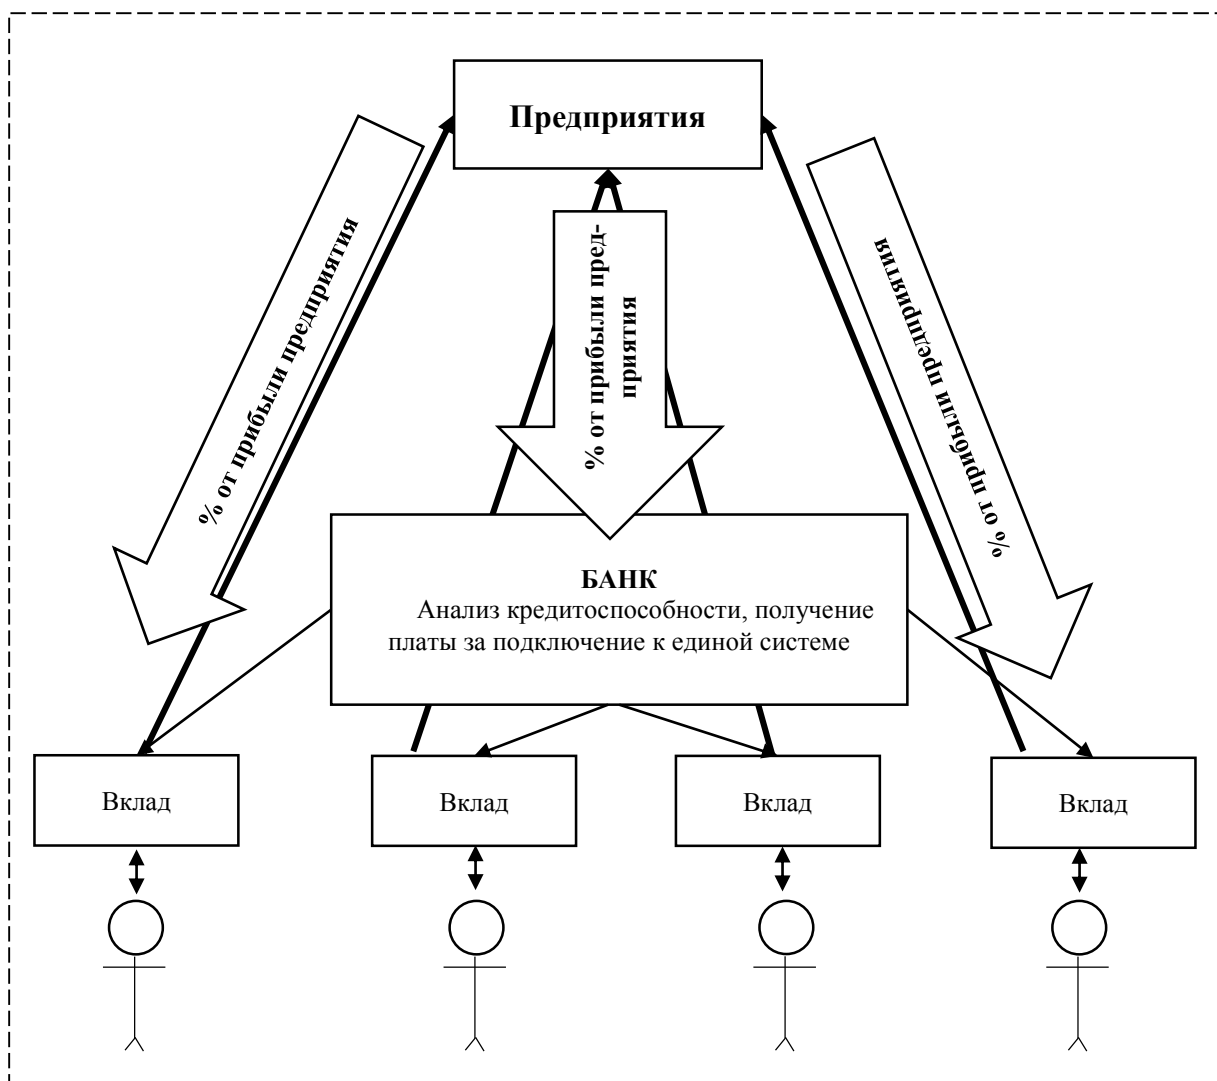 Предприятия
% от прибыли предприятия
% от прибыли пред-
приятия
% от прибыли предприятия
БАНК
Анализ кредитоспособности, получение
платы за подключение к единой системе
Вклад
Вклад
Вклад
Вклад